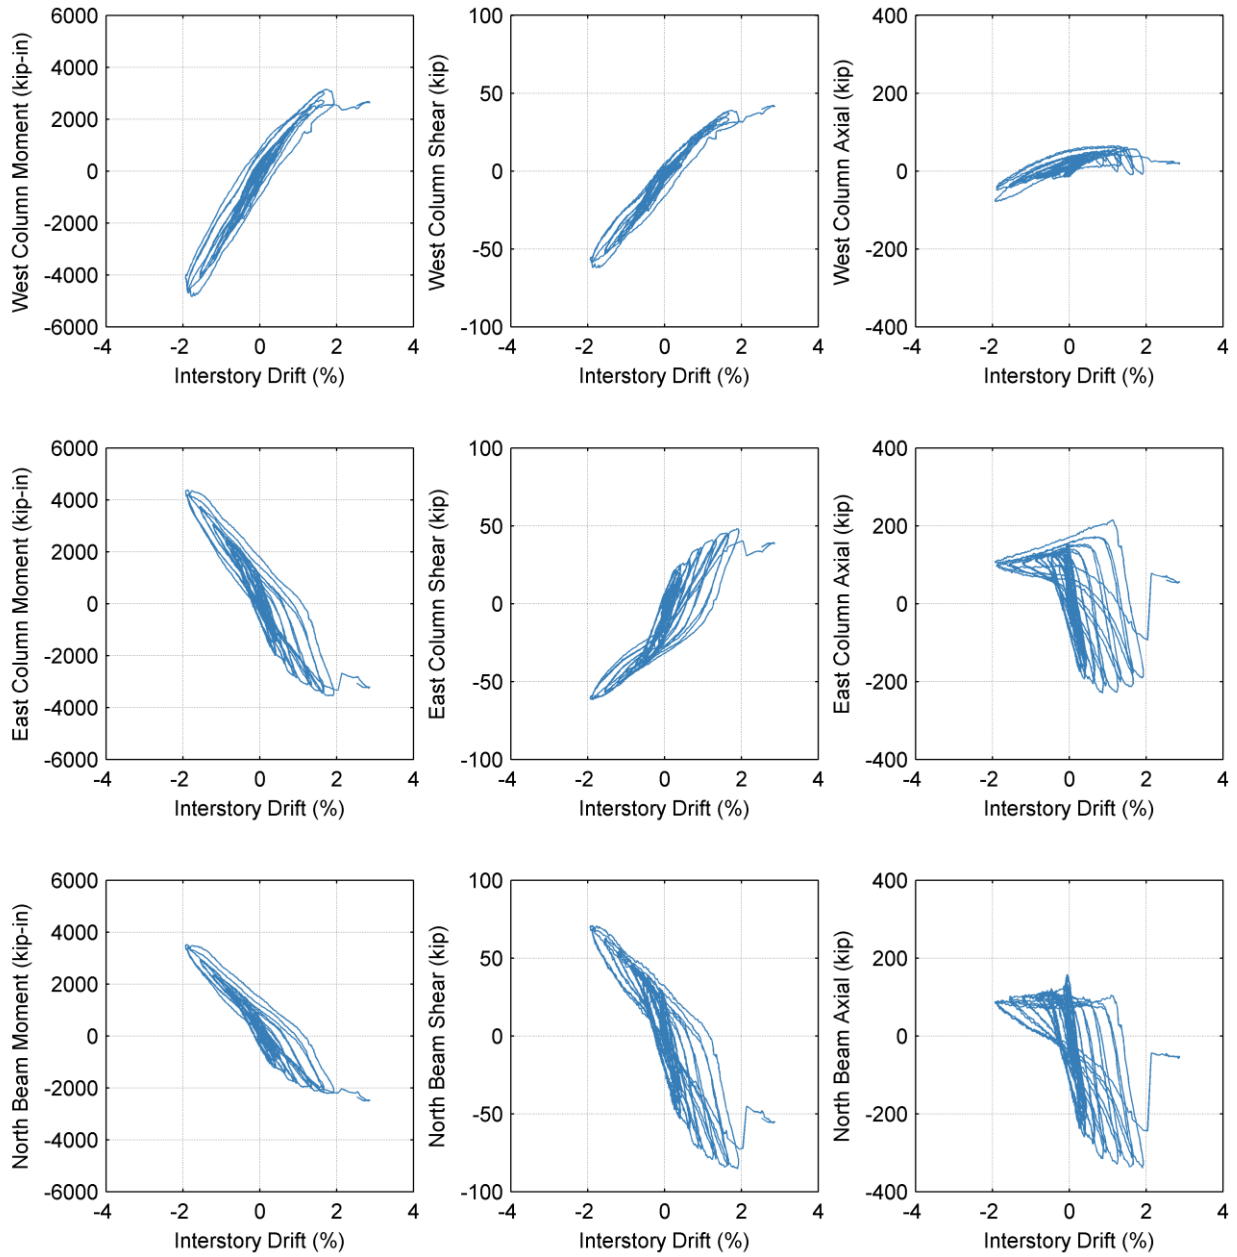 West Column Moment (kip-in)
6000
4000
2000
0
-2000
-4000
-6000
-4 -2 0 2 4
Interstory Drift (%)
West Column Shear (kip)
100
50
0
-50
-100
-4 -2 0 2 4
Interstory Drift (%)
West Column Axial (kip)
400
200
0
-200
-400
-4 -2 0 2 4
Interstory Drift (%)
East Column Moment (kip-in)
6000
4000
2000
0
-2000
-4000
-6000
-4 -2 0 2 4
Interstory Drift (%)
East Column Shear (kip)
100
50
0
-50
-100
-4 -2 0 2 4
Interstory Drift (%)
East Column Axial (kip)
400
200
0
-200
-400
-4 -2 0 2 4
Interstory Drift (%)
North Beam Moment (kip-in)
6000
4000
2000
0
-2000
-4000
-6000
-4 -2 0 2 4
Interstory Drift (%)
North Beam Shear (kip)
100
50
0
-50
-100
-4 -2 0 2 4
Interstory Drift (%)
North Beam Axial (kip)
400
200
0
-200
-400
-4 -2 0 2 4
Interstory Drift (%)